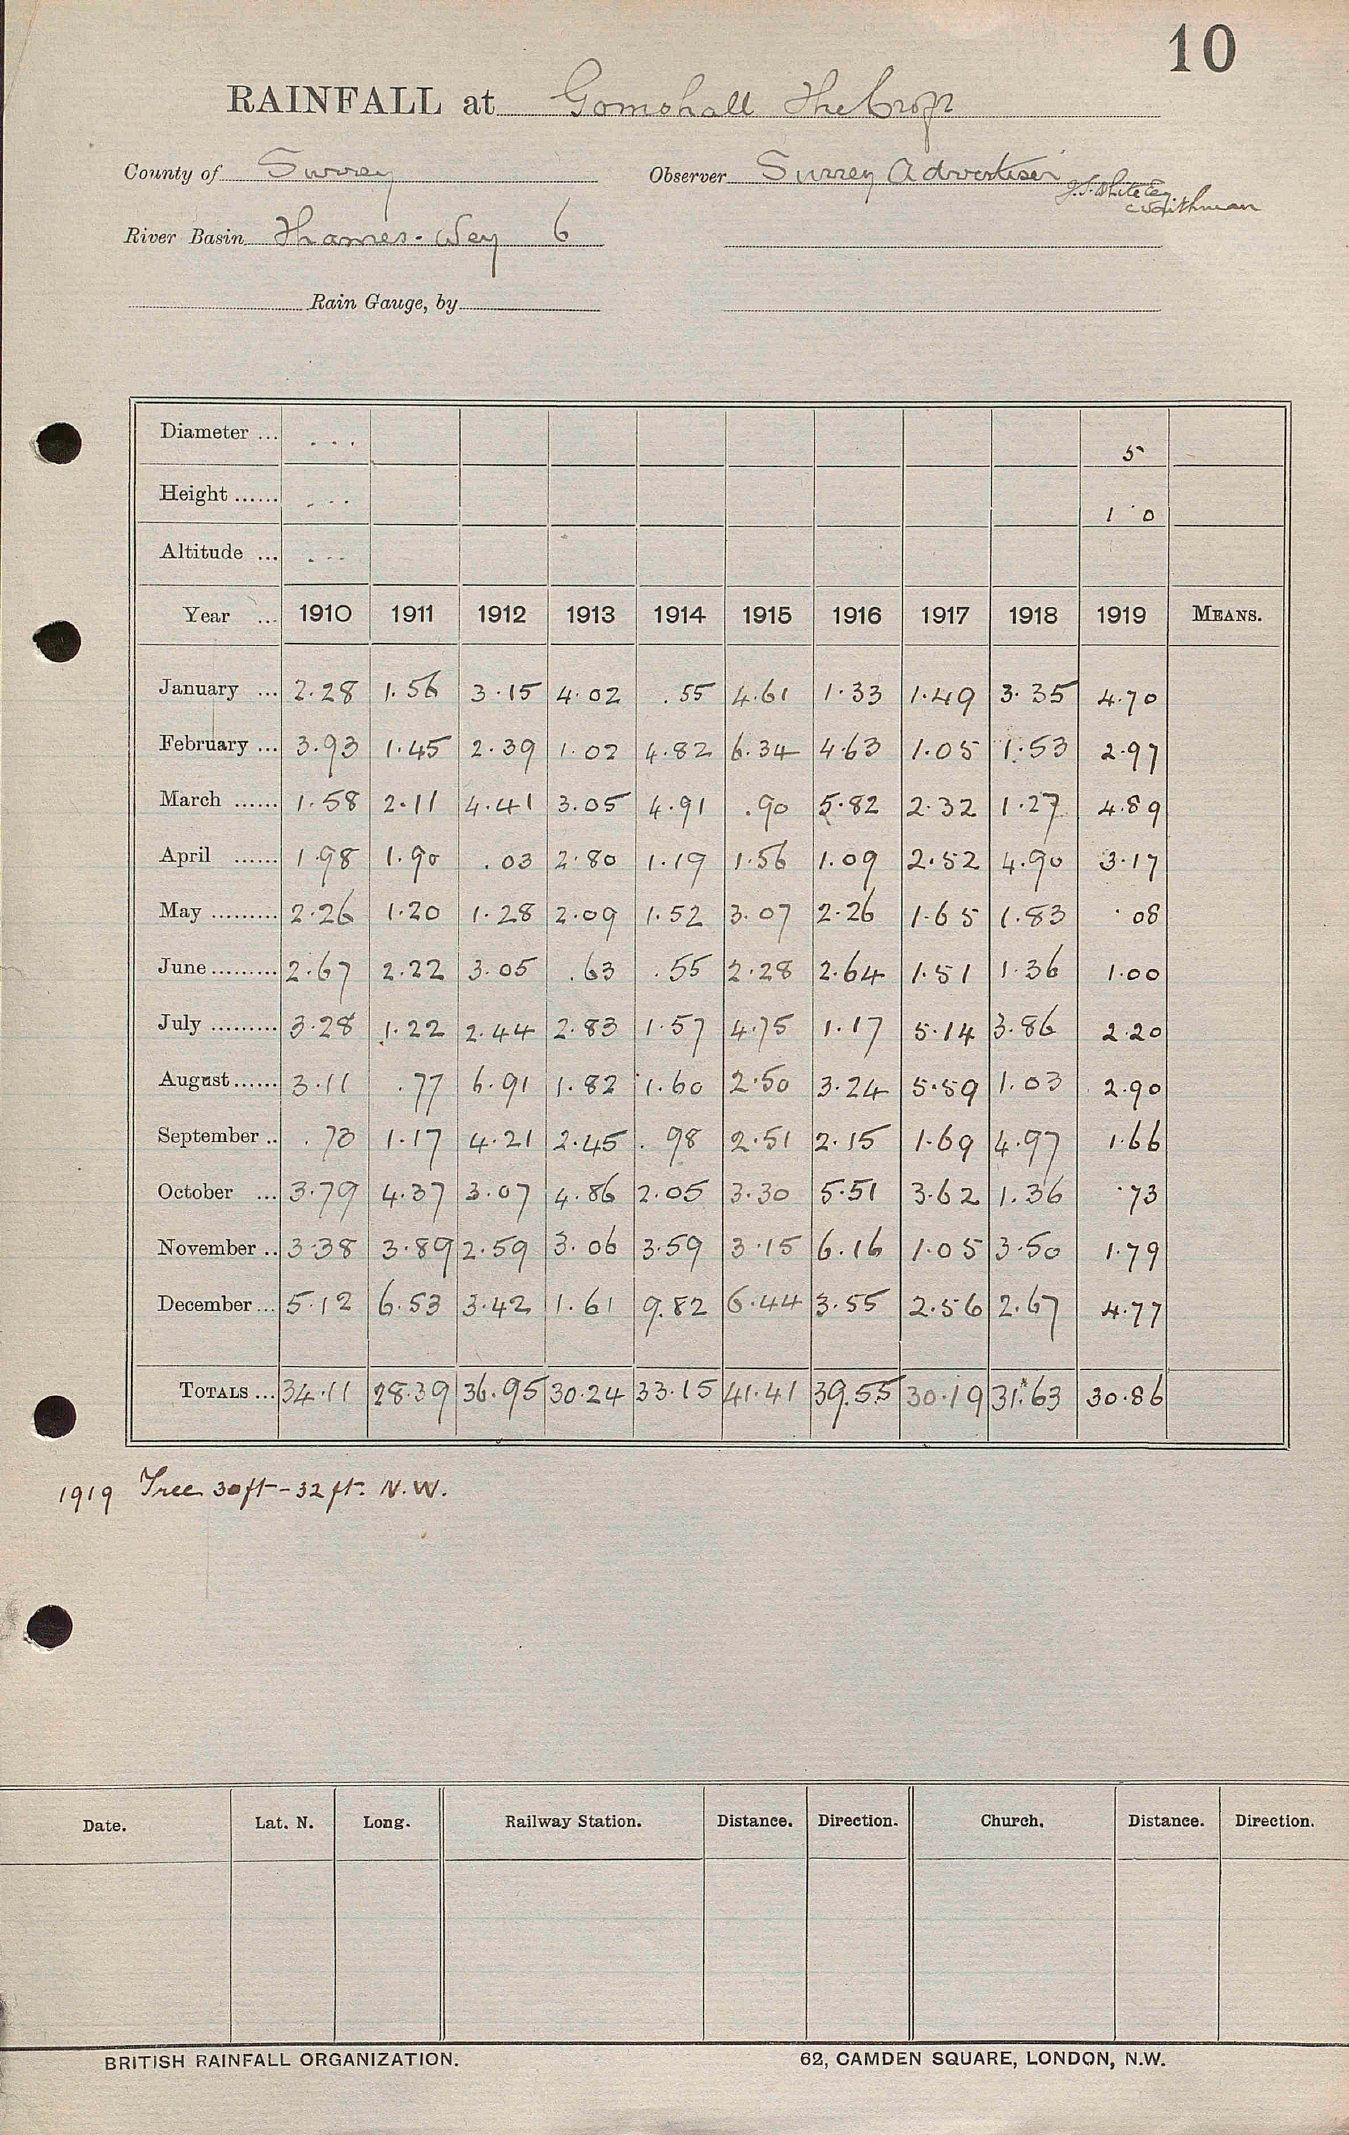 10
RAINFALL at Gomshall The Croft
County of Surrey Observer Surrey Advertiser
J.S. White Esq
River Basin Thames - Wey 6
Rain Gauge, by
Diameter ... ... 5
Height ...... ... 1 0
Altitude ... ...
Year ... 1910 1911 1912 1913 1914 1915 1916 1917 1918 1919 MEANS.
January ... 2.28 1.56 3.15 4.02 .55 4.61 1.33 1.49 3.35 4.70
February ... 3.93 1.45 2.39 1.02 4.82 6.34 4.63 1.05 1.53 2.97
March ...... 1.58 2.11 4.41 3.05 4.91 .90 5.82 2.32 1.27 4.89
April ...... 1.98 1.90 .03 2.80 1.19 1.56 1.09 2.52 4.90 3.17
May ......... 2.26 1.20 1.28 2.09 1.52 3.07 2.26 1.65 1.83 .08
June ......... 2.67 2.22 3.05 .63 .55 2.28 2.64 1.51 1.36 1.00
July ......... 3.28 1.22 2.44 2.83 1.57 4.75 1.17 5.14 3.86 2.20
August ...... 3.11 .77 6.91 1.82 1.60 2.50 3.24 5.59 1.03 2.90
September .. .73 1.17 4.21 2.45 .98 2.51 2.15 1.69 4.97 1.66
October ... 3.79 4.37 3.07 4.86 2.05 3.30 5.51 3.62 1.36 .73
November .. 3.38 3.89 2.59 3.06 3.59 3.15 6.16 1.05 3.50 1.79
December ... 5.12 6.53 3.42 1.61 9.82 6.44 3.55 2.56 2.67 4.77
TOTALS ... 34.11 28.39 36.95 30.24 33.15 41.41 39.55 30.19 31.63 30.86
1919 Tree 30ft - 32 ft. N.W.
Date. Lat. N. Long. Railway Station. Distance. Direction. Church. Distance. Direction.
BRITISH RAINFALL ORGANIZATION. 62, CAMDEN SQUARE, LONDON, N.W.